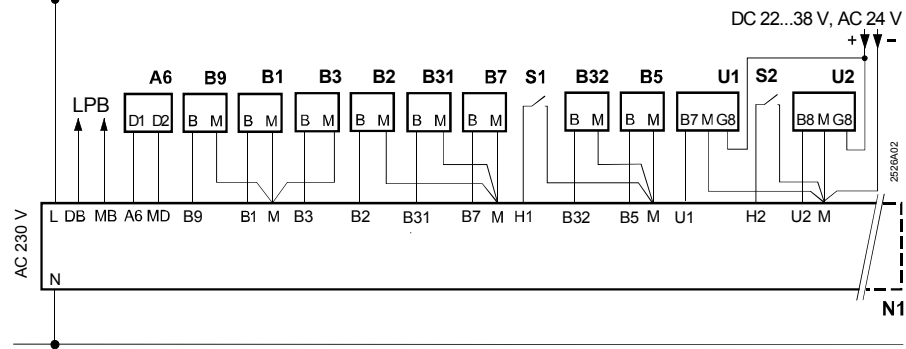 DC 22...38 V, AC 24 V
+ –
A6 B9 B1 B3 B2 B31 B7 S1 B32 B5 U1 S2 U2
LPB
D1 D2 B M B M B M B M B M B M B M B M B7 M G8 B8 M G8
2526A02
L DB MB A6 MD B9 B1 M B3 B2 B31 B7 M H1 B32 B5 M U1 H2 U2 M
AC 230 V
N
N1